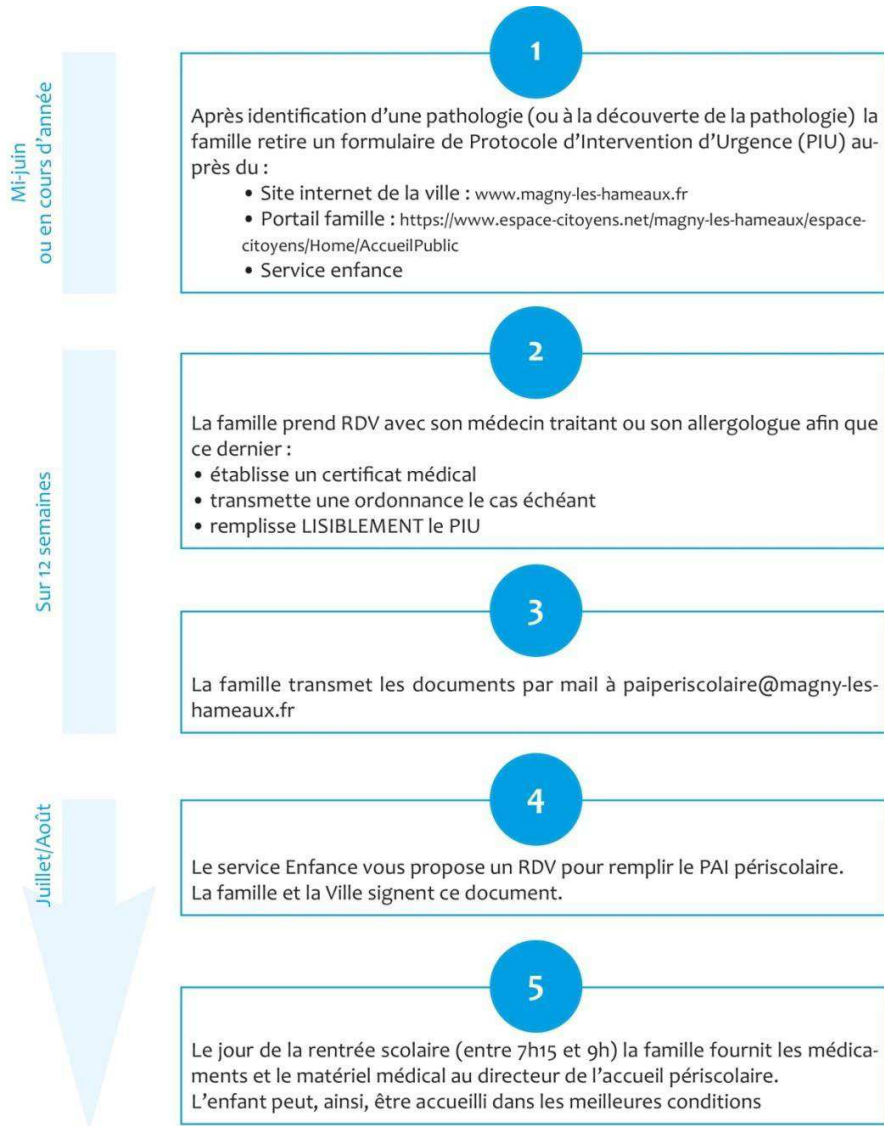 Mi-juin
ou en cours d'année
1
Après identification d'une pathologie (ou à la découverte de la pathologie) la
famille retire un formulaire de Protocole d'Intervention d'Urgence (PIU) au-
près du :
• Site internet de la ville : www.magny-les-hameaux.fr
• Portail famille : https://www.espace-citoyens.net/magny-les-hameaux/espace-
citoyens/Home/AccueilPublic
• Service enfance
Sur 12 semaines
2
La famille prend RDV avec son médecin traitant ou son allergologue afin que
ce dernier :
• établisse un certificat médical
• transmette une ordonnance le cas échéant
• remplisse LISIBLEMENT le PIU
3
La famille transmet les documents par mail à paiperiscolaire@magny-les-
hameaux.fr
Juillet/Août
4
Le service Enfance vous propose un RDV pour remplir le PAI périscolaire.
La famille et la Ville signent ce document.
5
Le jour de la rentrée scolaire (entre 7h15 et 9h) la famille fournit les médica-
ments et le matériel médical au directeur de l'accueil périscolaire.
L'enfant peut, ainsi, être accueilli dans les meilleures conditions